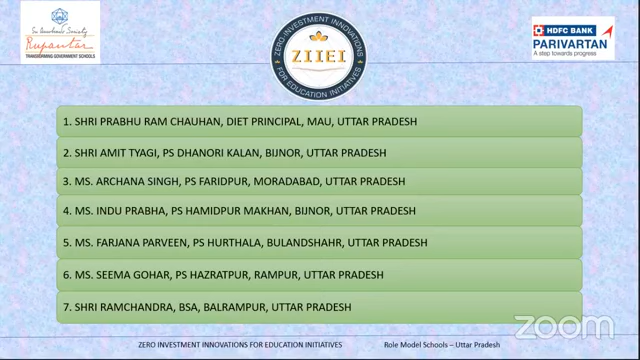 Sri Aurobindo Society
Rupantar
TRANSFORMING GOVERNMENT SCHOOLS
ZERO INVESTMENT INNOVATIONS
ZIIEI
FOR EDUCATION INITIATIVES
HDFC BANK
PARIVARTAN
A step towards progress
1. SHRI PRABHU RAM CHAUHAN, DIET PRINCIPAL, MAU, UTTAR PRADESH
2. SHRI AMIT TYAGI, PS DHANORI KALAN, BIJNOR, UTTAR PRADESH
3. MS. ARCHANA SINGH, PS FARIDPUR, MORADABAD, UTTAR PRADESH
4. MS. INDU PRABHA, PS HAMIDPUR MAKHAN, BIJNOR, UTTAR PRADESH
5. MS. FARJANA PARVEEN, PS HURTHALA, BULANDSHAHR, UTTAR PRADESH
6. MS. SEEMA GOHAR, PS HAZRATPUR, RAMPUR, UTTAR PRADESH
7. SHRI RAMCHANDRA, BSA, BALRAMPUR, UTTAR PRADESH
zoom
ZERO INVESTMENT INNOVATIONS FOR EDUCATION INITIATIVES
Role Model Schools – Uttar Pradesh